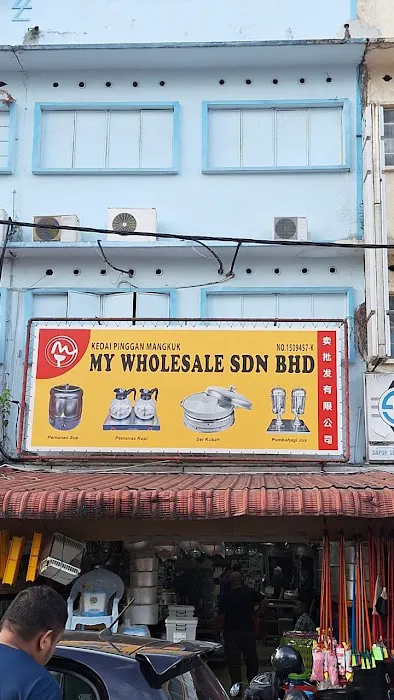 KEDAI PINGGAN MANGKUK
NO.1509457-K
MY WHOLESALE SDN BHD
卖批发有限公司
Pemanas Sup
Pemanas Kopi
Set Kobah
Pembahagi Jus